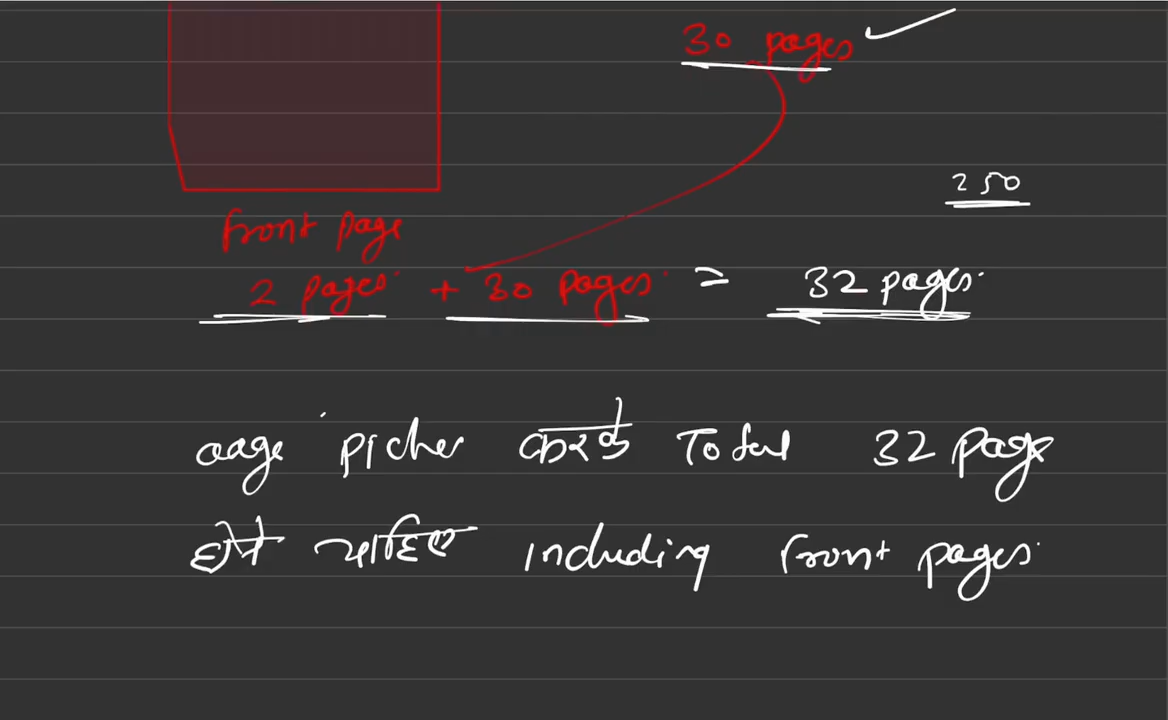 30 pages
250
front page
2 pages + 30 pages = 32 pages
aage picher करके Total 32 page
होने चाहिए including front pages